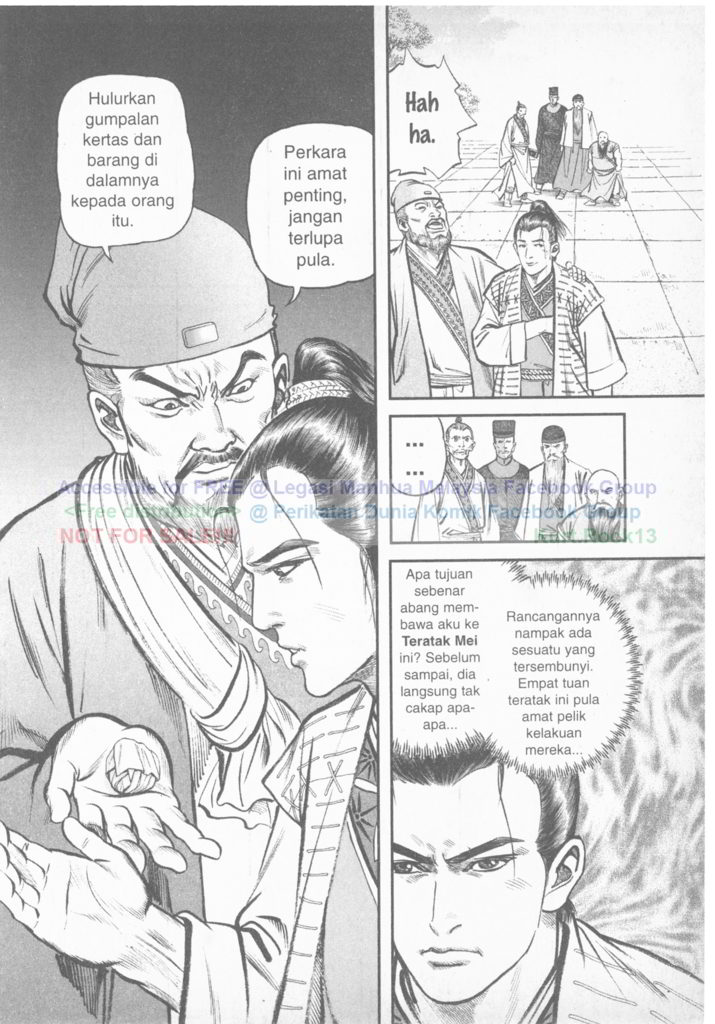 Hah
ha.
...
...
Apa tujuan
sebenar
abang mem-
bawa aku ke
Teratak Mei
ini? Sebelum
sampai, dia
langsung tak
cakap apa-
apa...
Rancangannya
nampak ada
sesuatu yang
tersembunyi.
Empat tuan
teratak ini pula
amat pelik
kelakuan
mereka...
Perkara
ini amat
penting,
jangan
terlupa
pula.
Hulurkan
gumpalan
kertas dan
barang di
dalamnya
kepada orang
itu.
Accessible for FREE @ Legasi Manhua Malaysia Facebook Group
<Free distribution> @ Perikatan Dunia Komik Facebook Group
NOT FOR SALE!!!